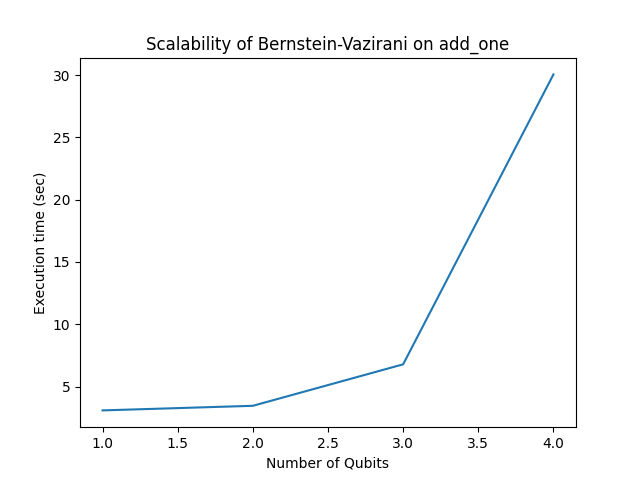 Scalability of Bernstein-Vazirani on add_one
Execution time (sec)
30
25
20
15
10
5
1.0 1.5 2.0 2.5 3.0 3.5 4.0
Number of Qubits